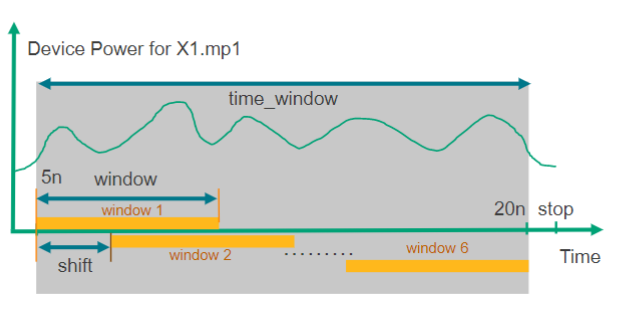 Device Power for X1.mp1
time_window
5n
window
window 1
20n
stop
window 2
.........
window 6
shift
Time